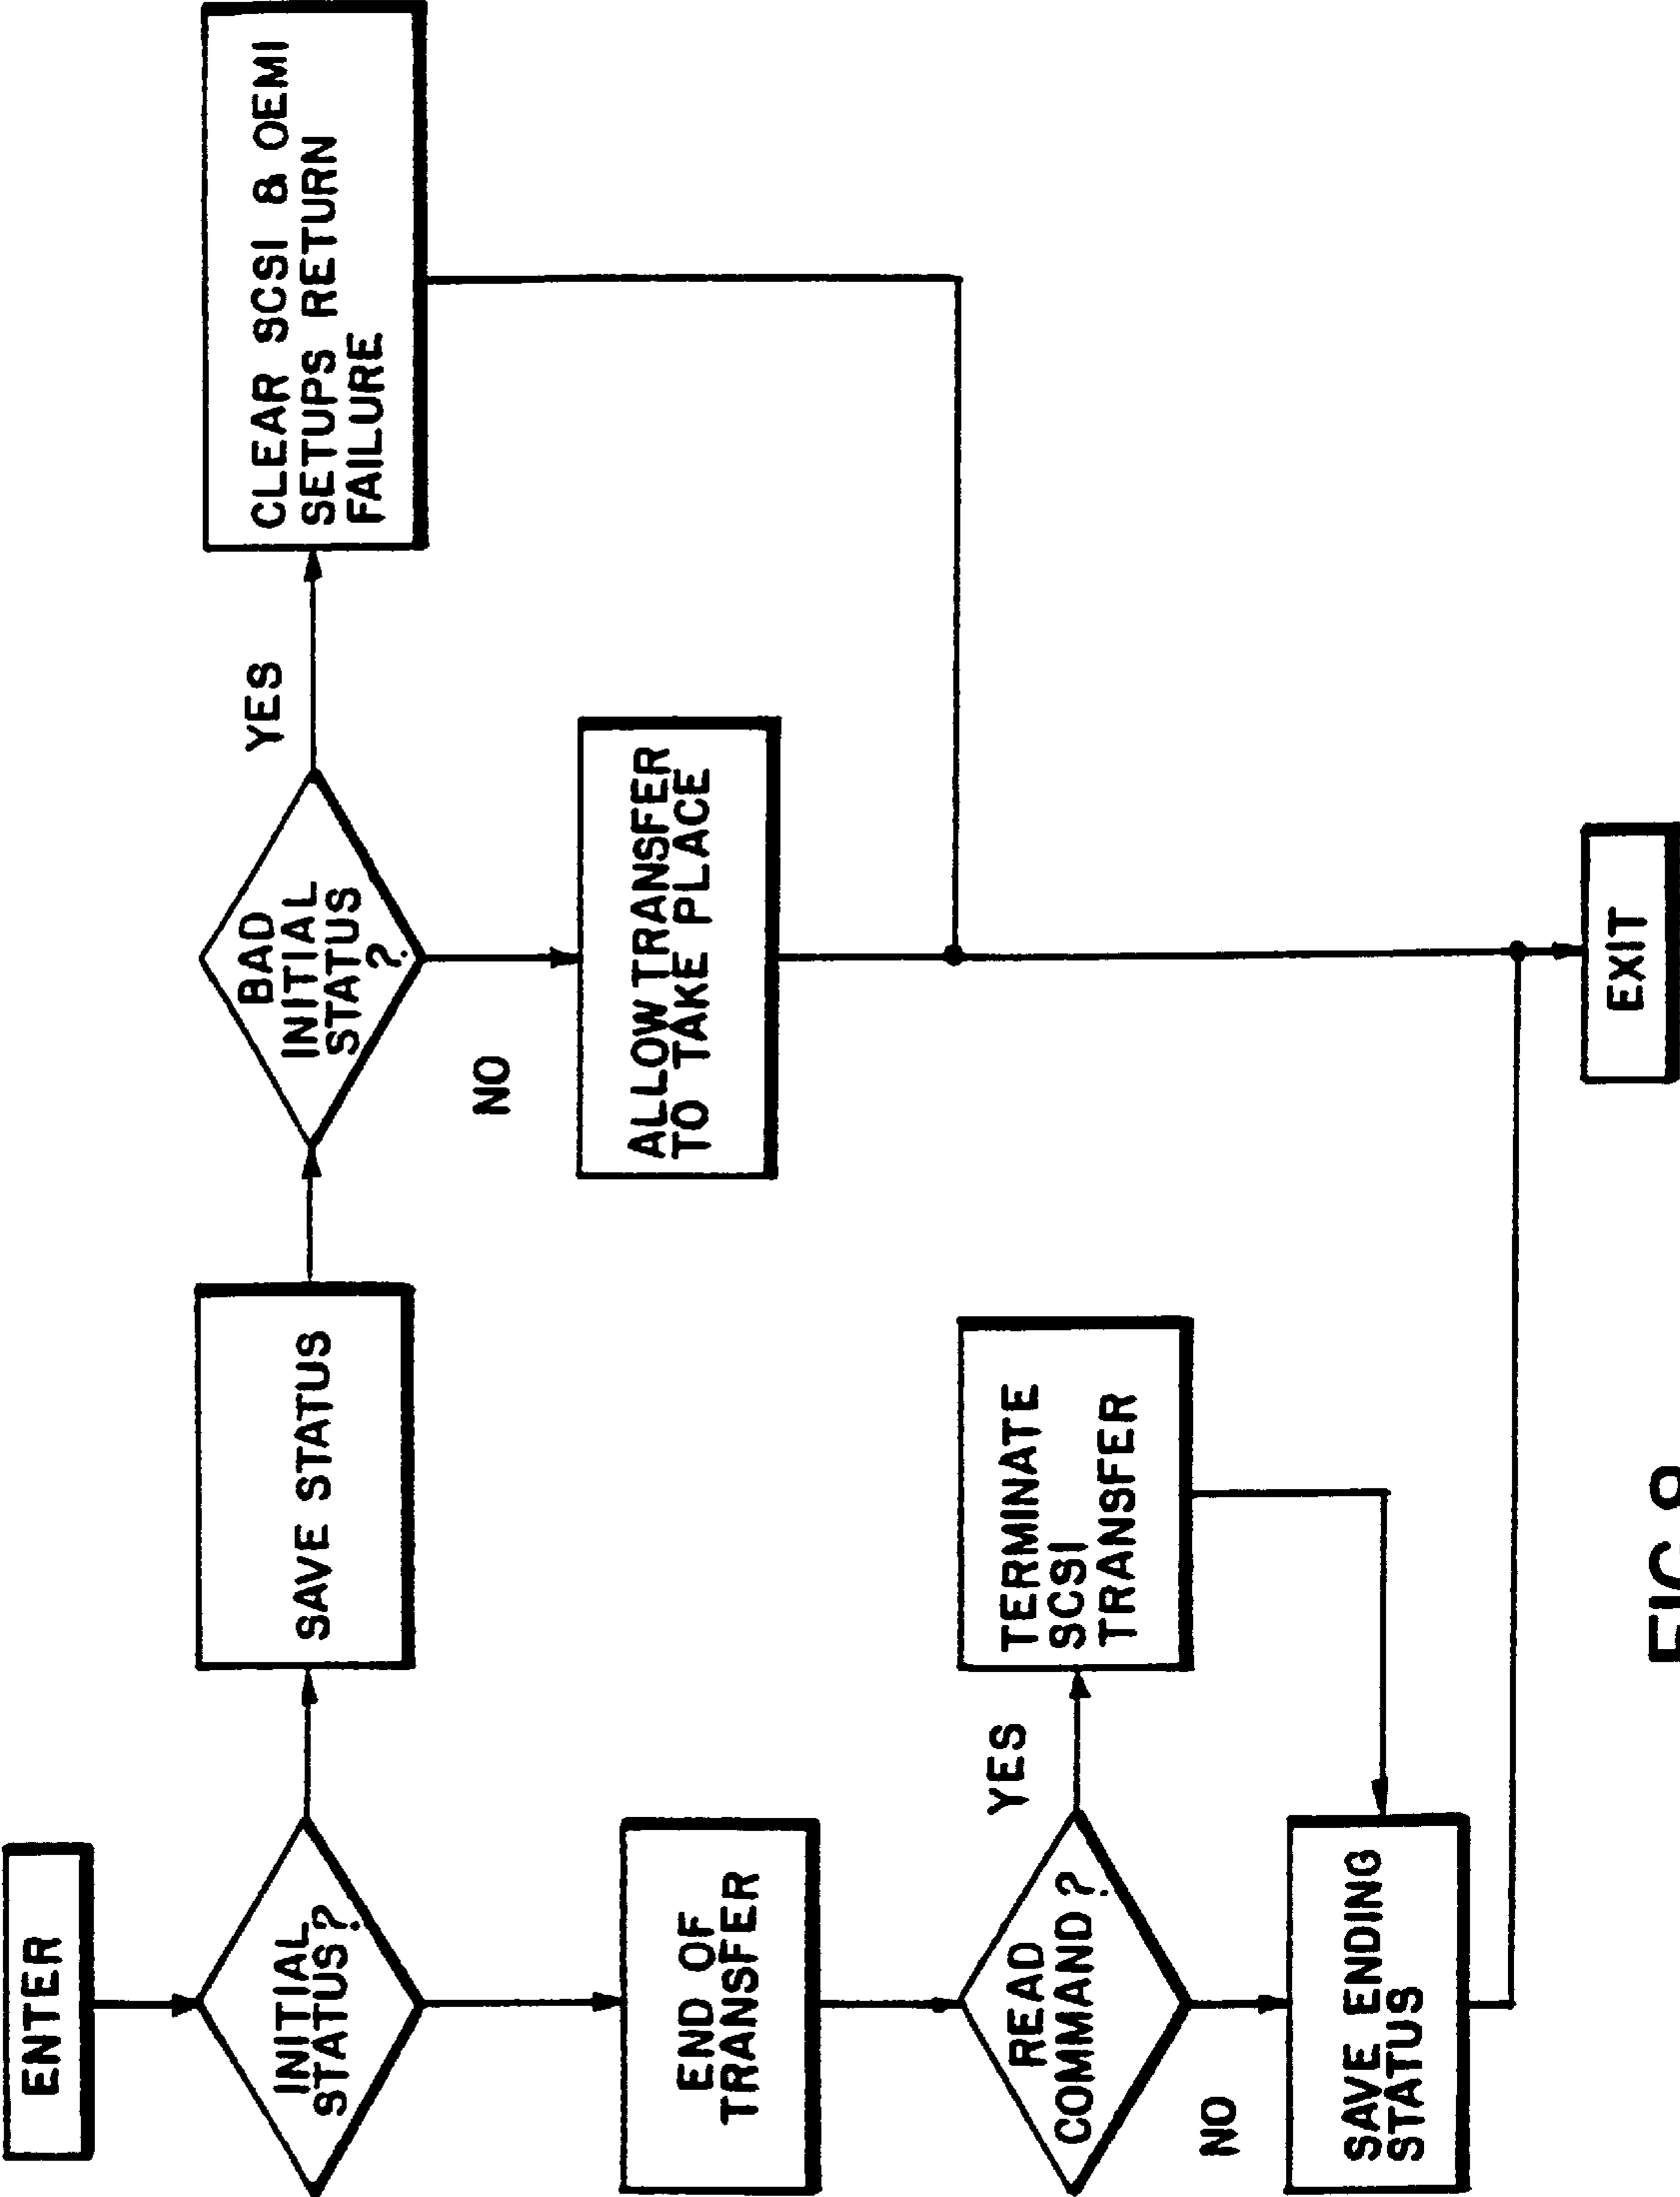 ENTER
INITIAL
STATUS?
SAVE STATUS
BAD
INITIAL
STATUS
?
YES
CLEAR SCSI & OEMI
SETUPS RETURN
FAILURE
NO
ALLOW TRANSFER
TO TAKE PLACE
END OF
TRANSFER
READ
COMMAND?
YES
TERMINATE
SCSI
TRANSFER
NO
SAVE ENDING
STATUS
EXIT